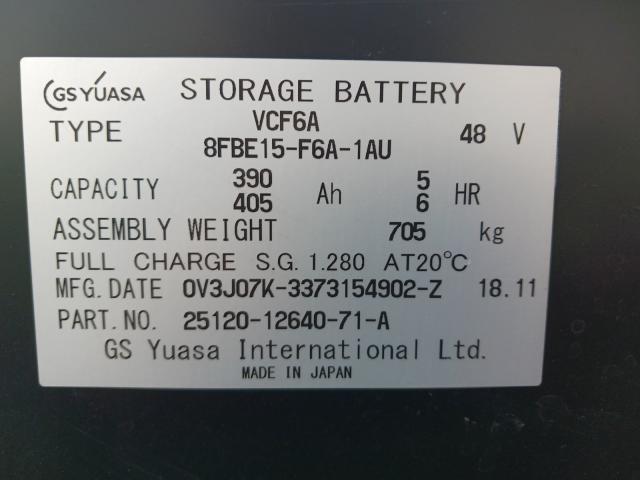 GS YUASA STORAGE BATTERY
TYPE VCF6A 48 V
8FBE15-F6A-1AU
CAPACITY 390 Ah 5 HR
405 6
ASSEMBLY WEIGHT 705 kg
FULL CHARGE S.G. 1.280 AT20℃
MFG. DATE 0V3J07K-3373154902-Z 18.11
PART. NO. 25120-12640-71-A
GS Yuasa International Ltd.
MADE IN JAPAN